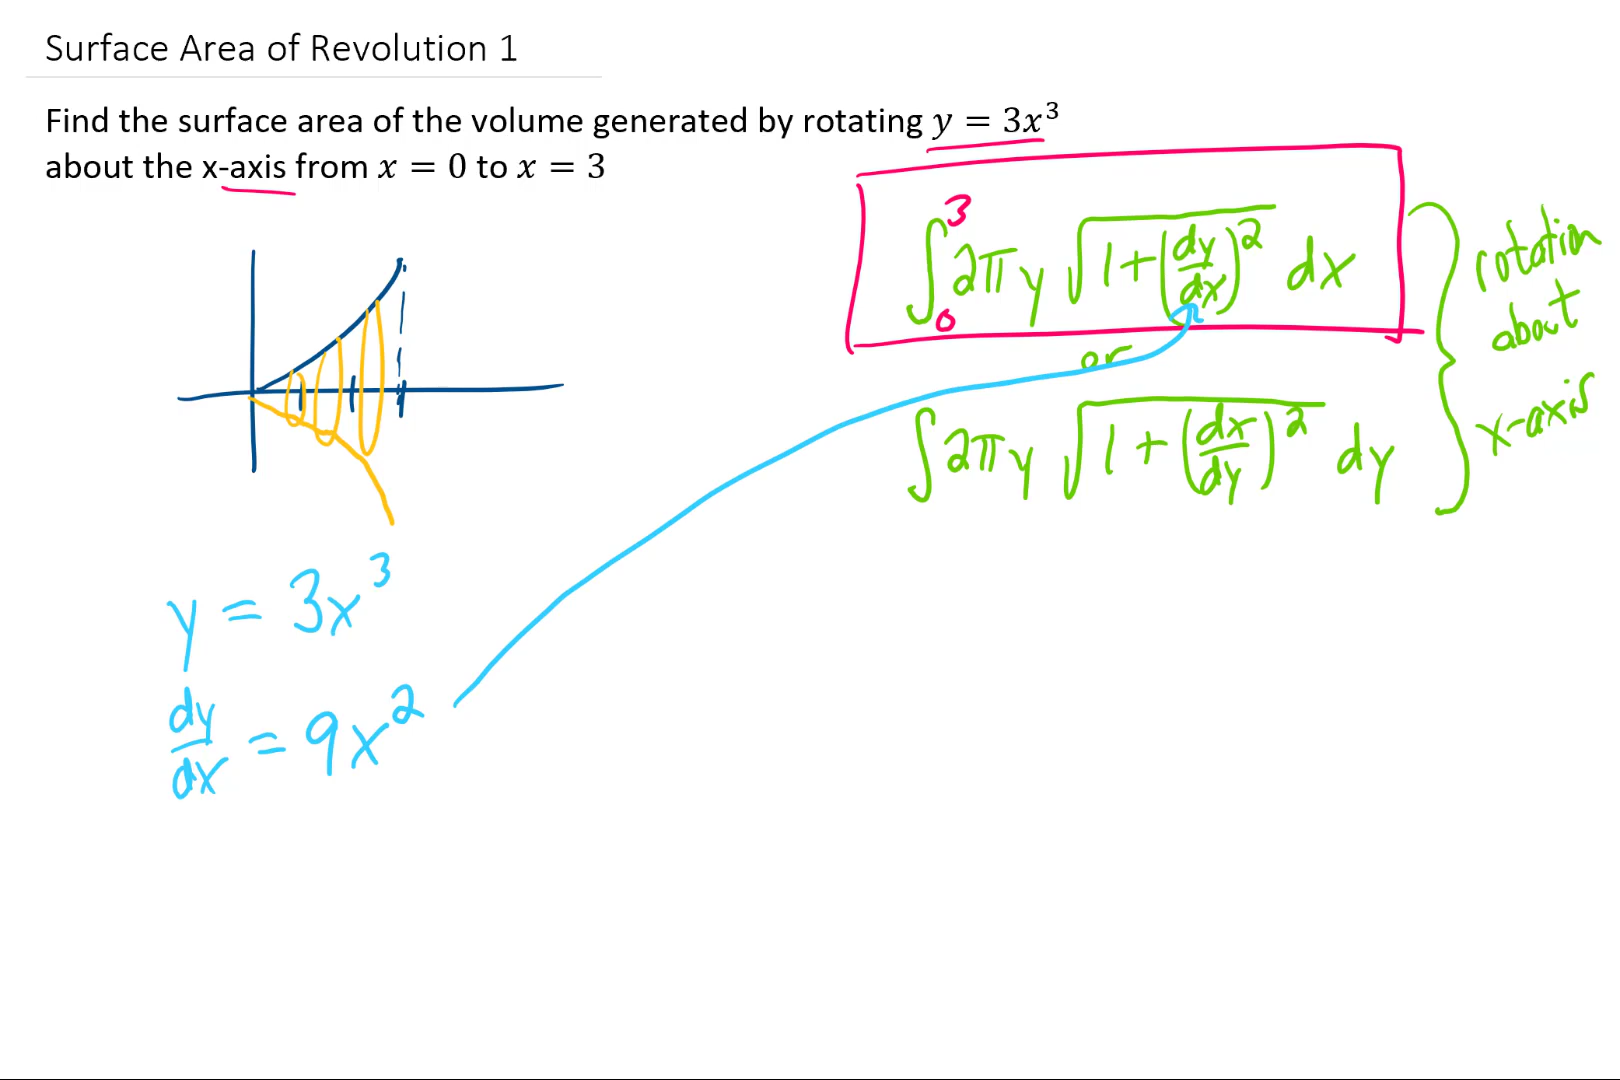 Surface Area of Revolution 1
Find the surface area of the volume generated by rotating y = 3x³
about the x-axis from x = 0 to x = 3
∫₀³ 2πy √(1+(dy/dx)²) dx
or
∫ 2πy √(1+(dx/dy)²) dy
rotation
about
x-axis
y = 3x³
dy/dx = 9x²